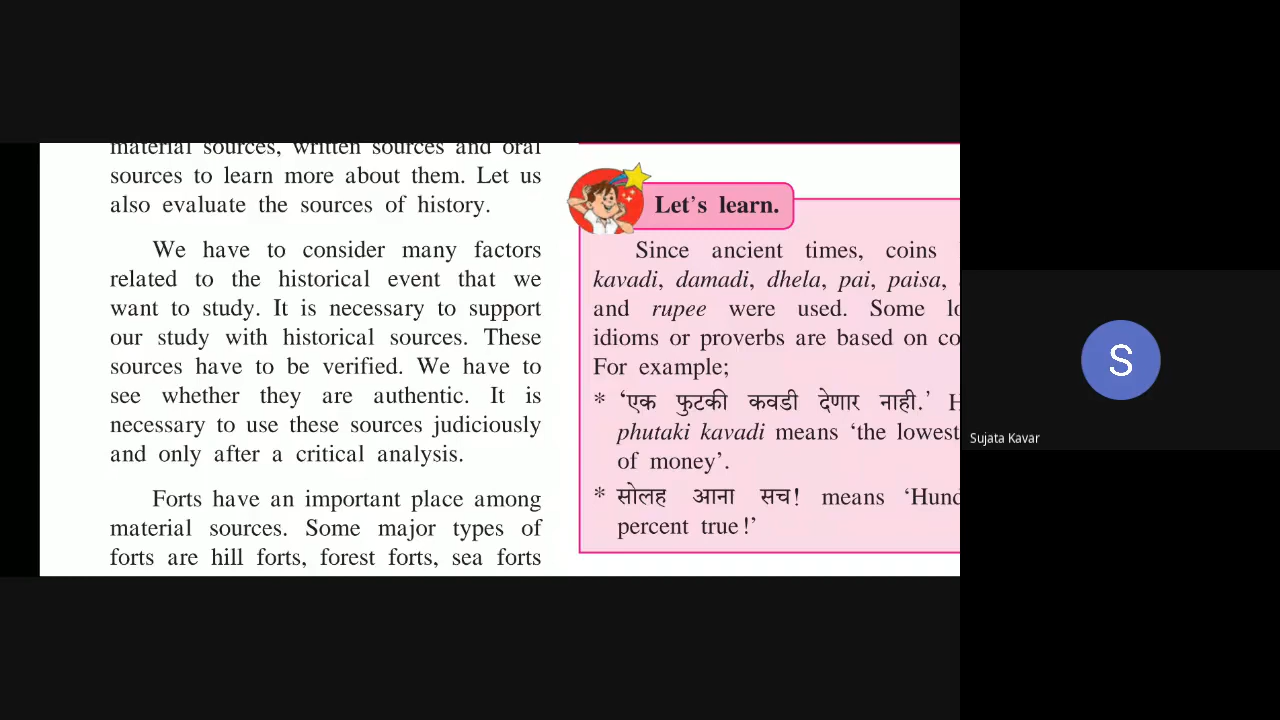 material sources, written sources and oral
sources to learn more about them. Let us
also evaluate the sources of history.
We have to consider many factors
related to the historical event that we
want to study. It is necessary to support
our study with historical sources. These
sources have to be verified. We have to
see whether they are authentic. It is
necessary to use these sources judiciously
and only after a critical analysis.
Forts have an important place among
material sources. Some major types of
forts are hill forts, forest forts, sea forts
Let's learn.
Since ancient times, coins
kavadi, damadi, dhela, pai, paisa,
and rupee were used. Some lo
idioms or proverbs are based on co
For example;
* ‘एक फुटकी कवडी देणार नाही.’ H
phutaki kavadi means ‘the lowest
of money’.
* सोलह आना सच! means ‘Hund
percent true!’
S
Sujata Kavar